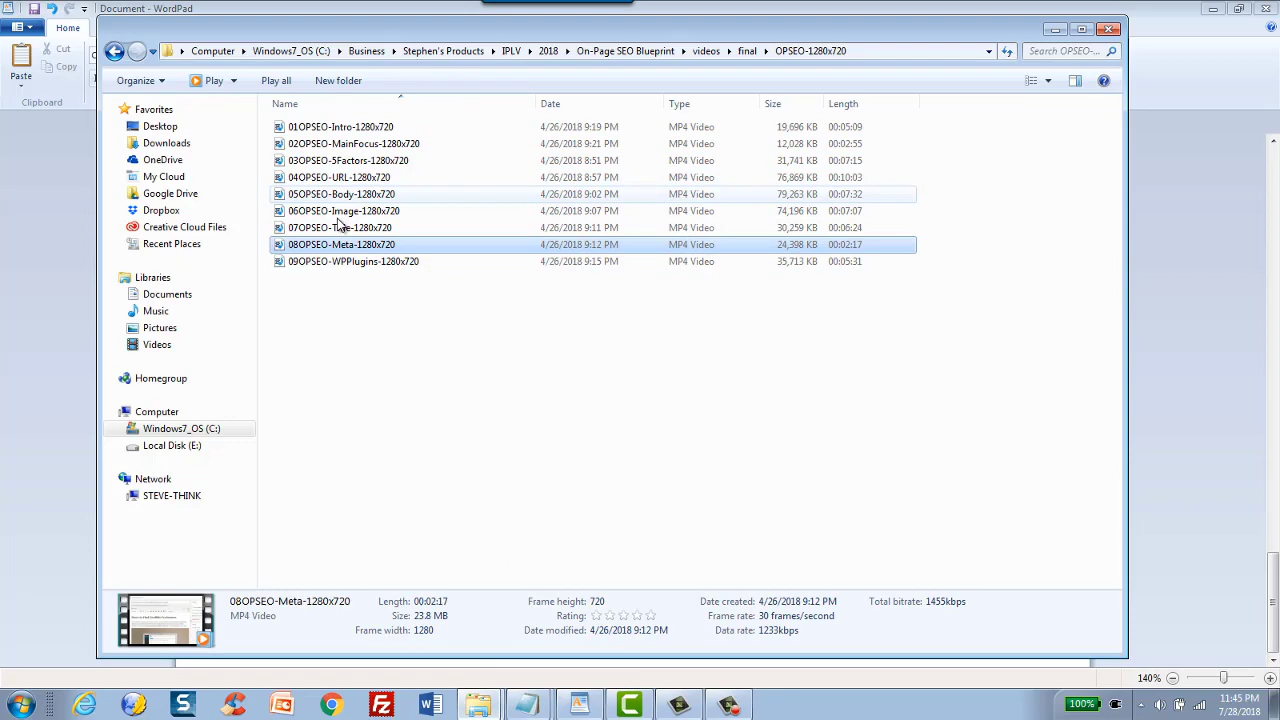 Document - WordPad
Home
Cut
Copy
Paste
Clipboard
Computer Windows7_OS (C:) Business Stephen's Products IPLV 2018 On-Page SEO Blueprint videos final OPSEO-1280x720
Search OPSEO-...
Organize Play Play all New folder
Name Date Type Size Length
01OPSEO-Intro-1280x720 4/26/2018 9:19 PM MP4 Video 19,696 KB 00:05:09
02OPSEO-MainFocus-1280x720 4/26/2018 9:21 PM MP4 Video 12,028 KB 00:02:55
03OPSEO-5Factors-1280x720 4/26/2018 8:51 PM MP4 Video 31,741 KB 00:07:15
04OPSEO-URL-1280x720 4/26/2018 8:57 PM MP4 Video 76,869 KB 00:10:03
05OPSEO-Body-1280x720 4/26/2018 9:02 PM MP4 Video 79,263 KB 00:07:32
06OPSEO-Image-1280x720 4/26/2018 9:07 PM MP4 Video 74,196 KB 00:07:07
4/26/2018 9:11 PM MP4 Video 30,259 KB 00:06:24
08OPSEO-Meta-1280x720 4/26/2018 9:12 PM MP4 Video 24,398 KB 00:02:17
09OPSEO-WPPlugins-1280x720 4/26/2018 9:15 PM MP4 Video 35,713 KB 00:05:31
Favorites
Desktop
Downloads
OneDrive
My Cloud
Google Drive
Dropbox
Creative Cloud Files
Recent Places
Libraries
Documents
Music
Pictures
Videos
Homegroup
Computer
Windows7_OS (C:)
Local Disk (E:)
Network
STEVE-THINK
08OPSEO-Meta-1280x720 Length: 00:02:17 Frame height: 720 Date created: 4/26/2018 9:12 PM Total bitrate: 1455kbps
MP4 Video Size: 23.8 MB Rating: Frame rate: 30 frames/second
Frame width: 1280 Date modified: 4/26/2018 9:12 PM Data rate: 1233kbps
140%
100%
11:45 PM
7/28/2018